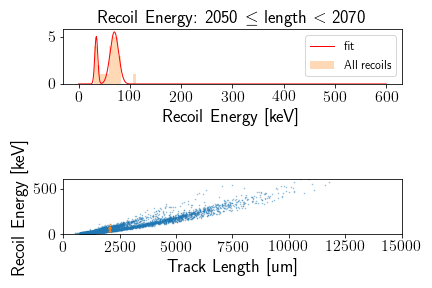 Recoil Energy: 2050 ≤ length < 2070
5
0
fit
All recoils
0 100 200 300 400 500 600
Recoil Energy [keV]
Recoil Energy [keV]
500
0
0 2500 5000 7500 10000 12500 15000
Track Length [um]